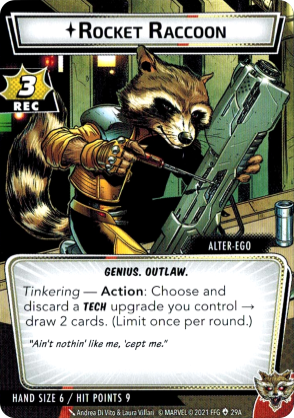 ROCKET RACCOON
3
REC
ALTER-EGO
GENIUS. OUTLAW.
Tinkering — Action: Choose and
discard a TECH upgrade you control →
draw 2 cards. (Limit once per round.)
"Ain't nothin' like me, 'cept me."
HAND SIZE 6 / HIT POINTS 9
Andrea Di Vito & Laura Villari © MARVEL © 2021 FFG 29A